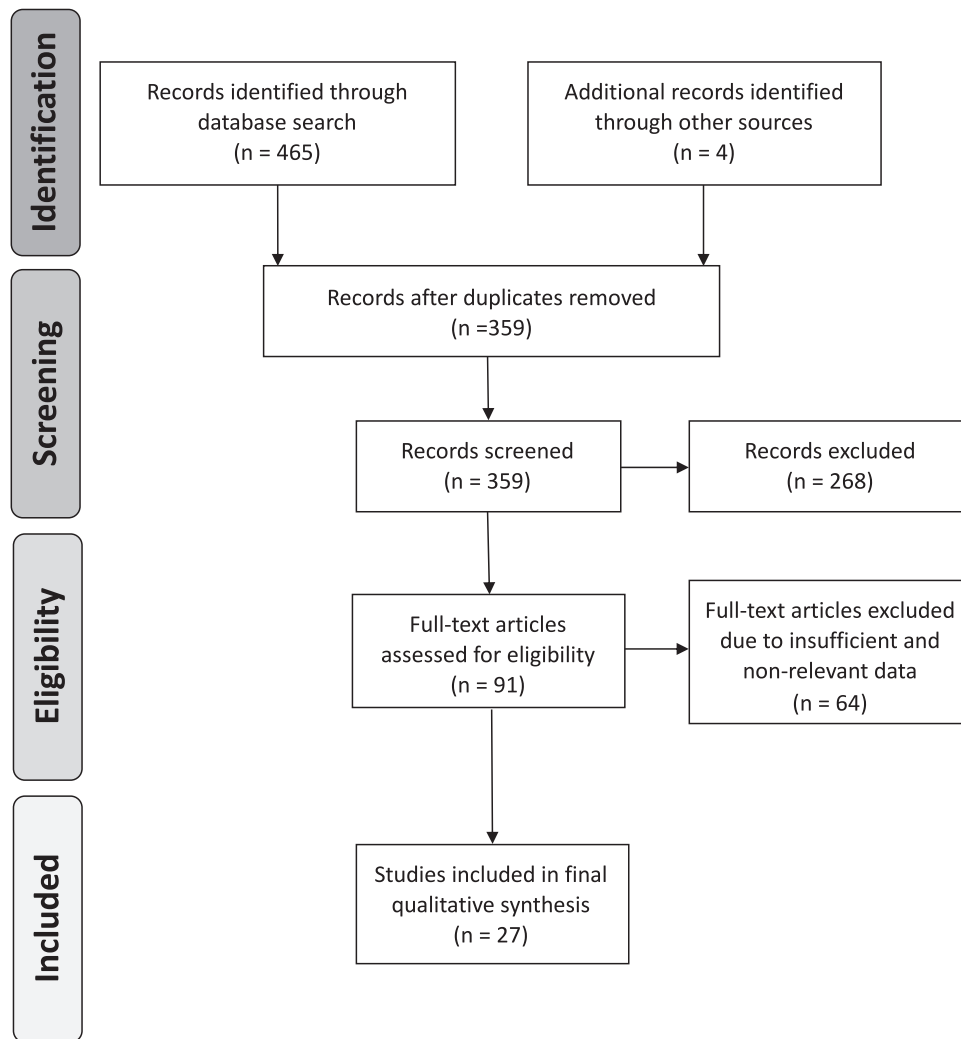 Identification
Records identified through
database search
(n = 465)
Additional records identified
through other sources
(n = 4)
Screening
Records after duplicates removed
(n =359)
Records screened
(n = 359)
Records excluded
(n = 268)
Eligibility
Full-text articles
assessed for eligibility
(n = 91)
Full-text articles excluded
due to insufficient and
non-relevant data
(n = 64)
Included
Studies included in final
qualitative synthesis
(n = 27)